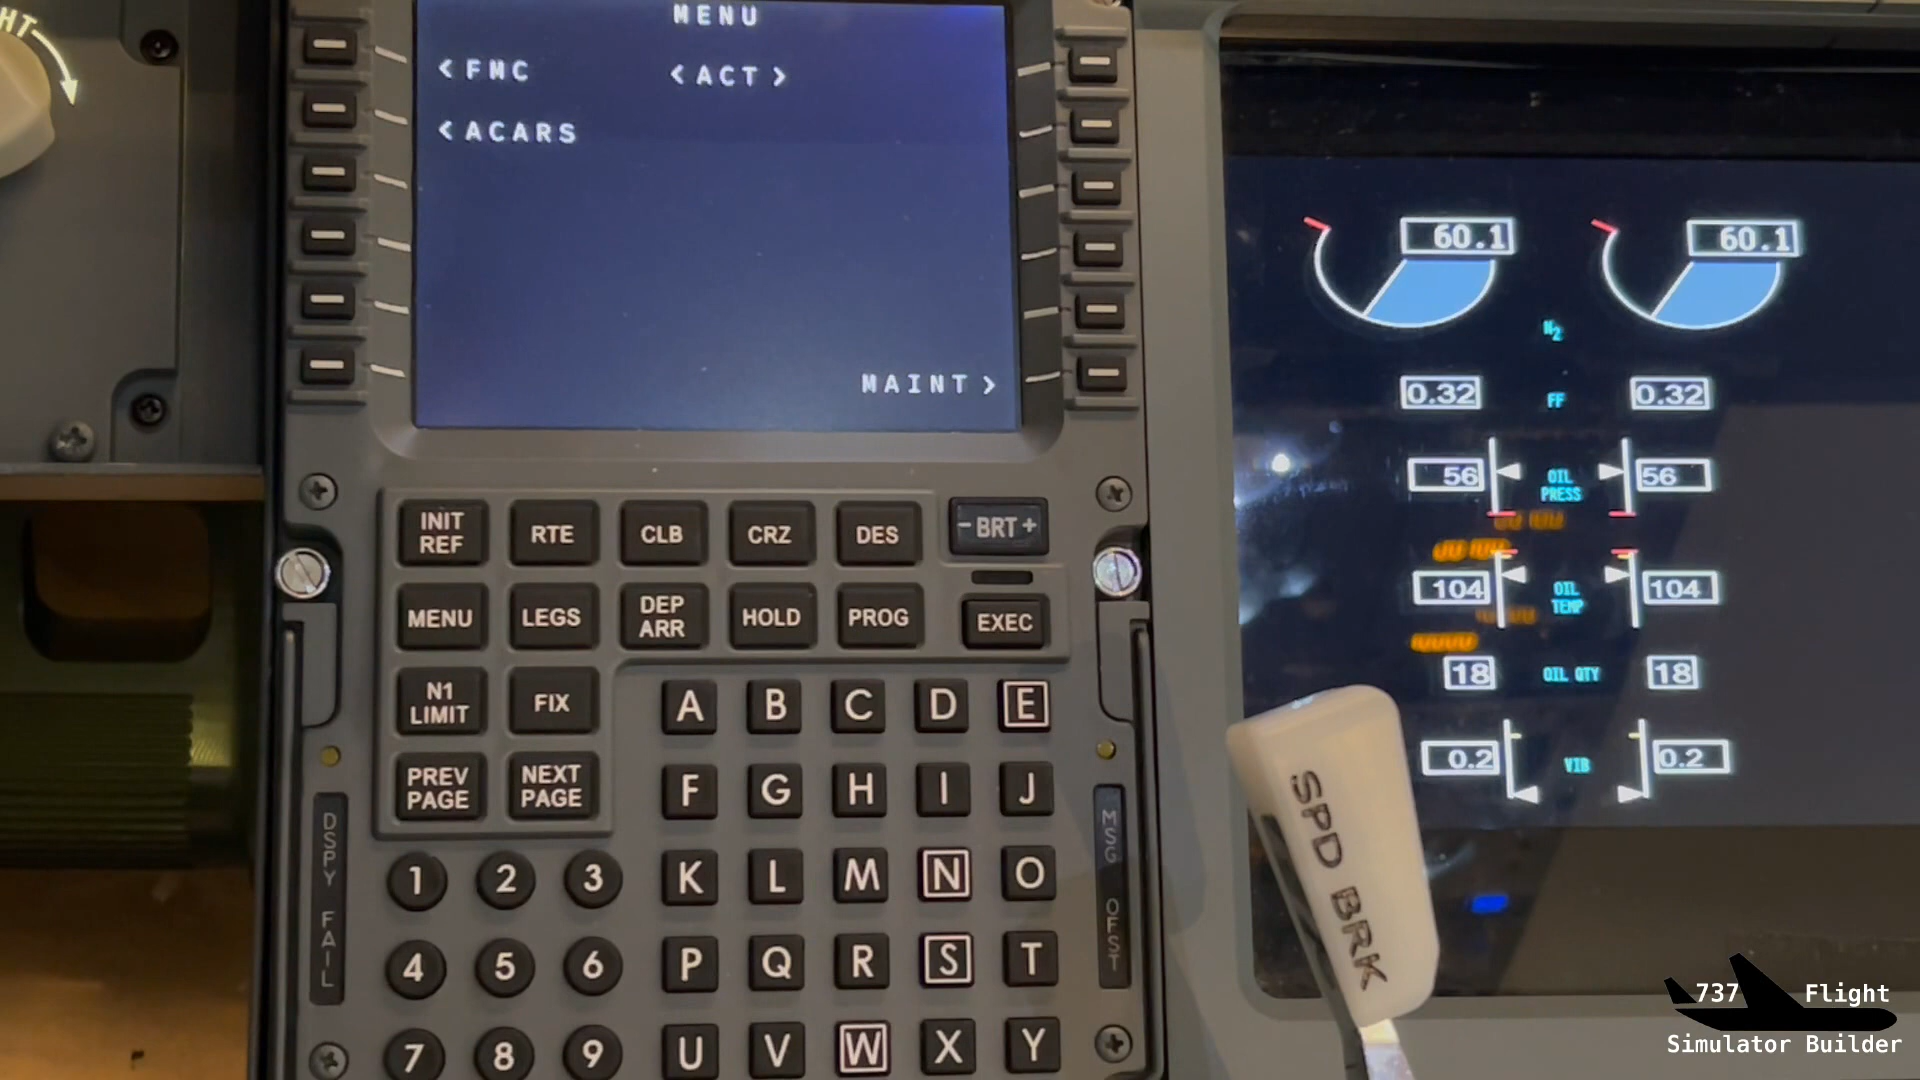 HT
MENU
< FMC < ACT >
< ACARS
MAINT >
INIT REF
RTE
CLB
CRZ
DES
- BRT +
MENU
LEGS
DEP ARR
HOLD
PROG
EXEC
N1 LIMIT
FIX
PREV PAGE
NEXT PAGE
A B C D E
F G H I J
K L M N O
P Q R S T
U V W X Y
1 2 3
4 5 6
7 8 9
DSPY FAIL
MSG OFST
60.1 60.1
N2
0.32 FF 0.32
56 OIL PRESS 56
104 OIL TEMP 104
18 OIL QTY 18
0.2 VIB 0.2
SPD BRK
737 Flight
Simulator Builder